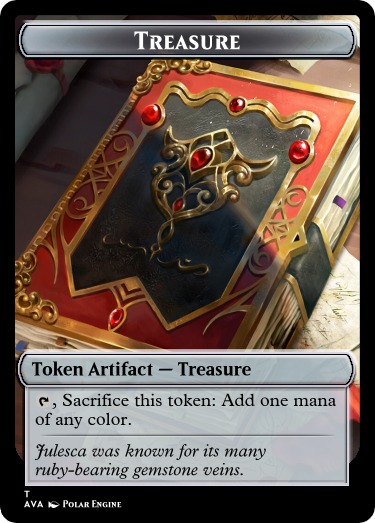 Treasure
Token Artifact — Treasure
, Sacrifice this token: Add one mana
of any color.
Julesca was known for its many
ruby-bearing gemstone veins.
T
AVA Polar Engine